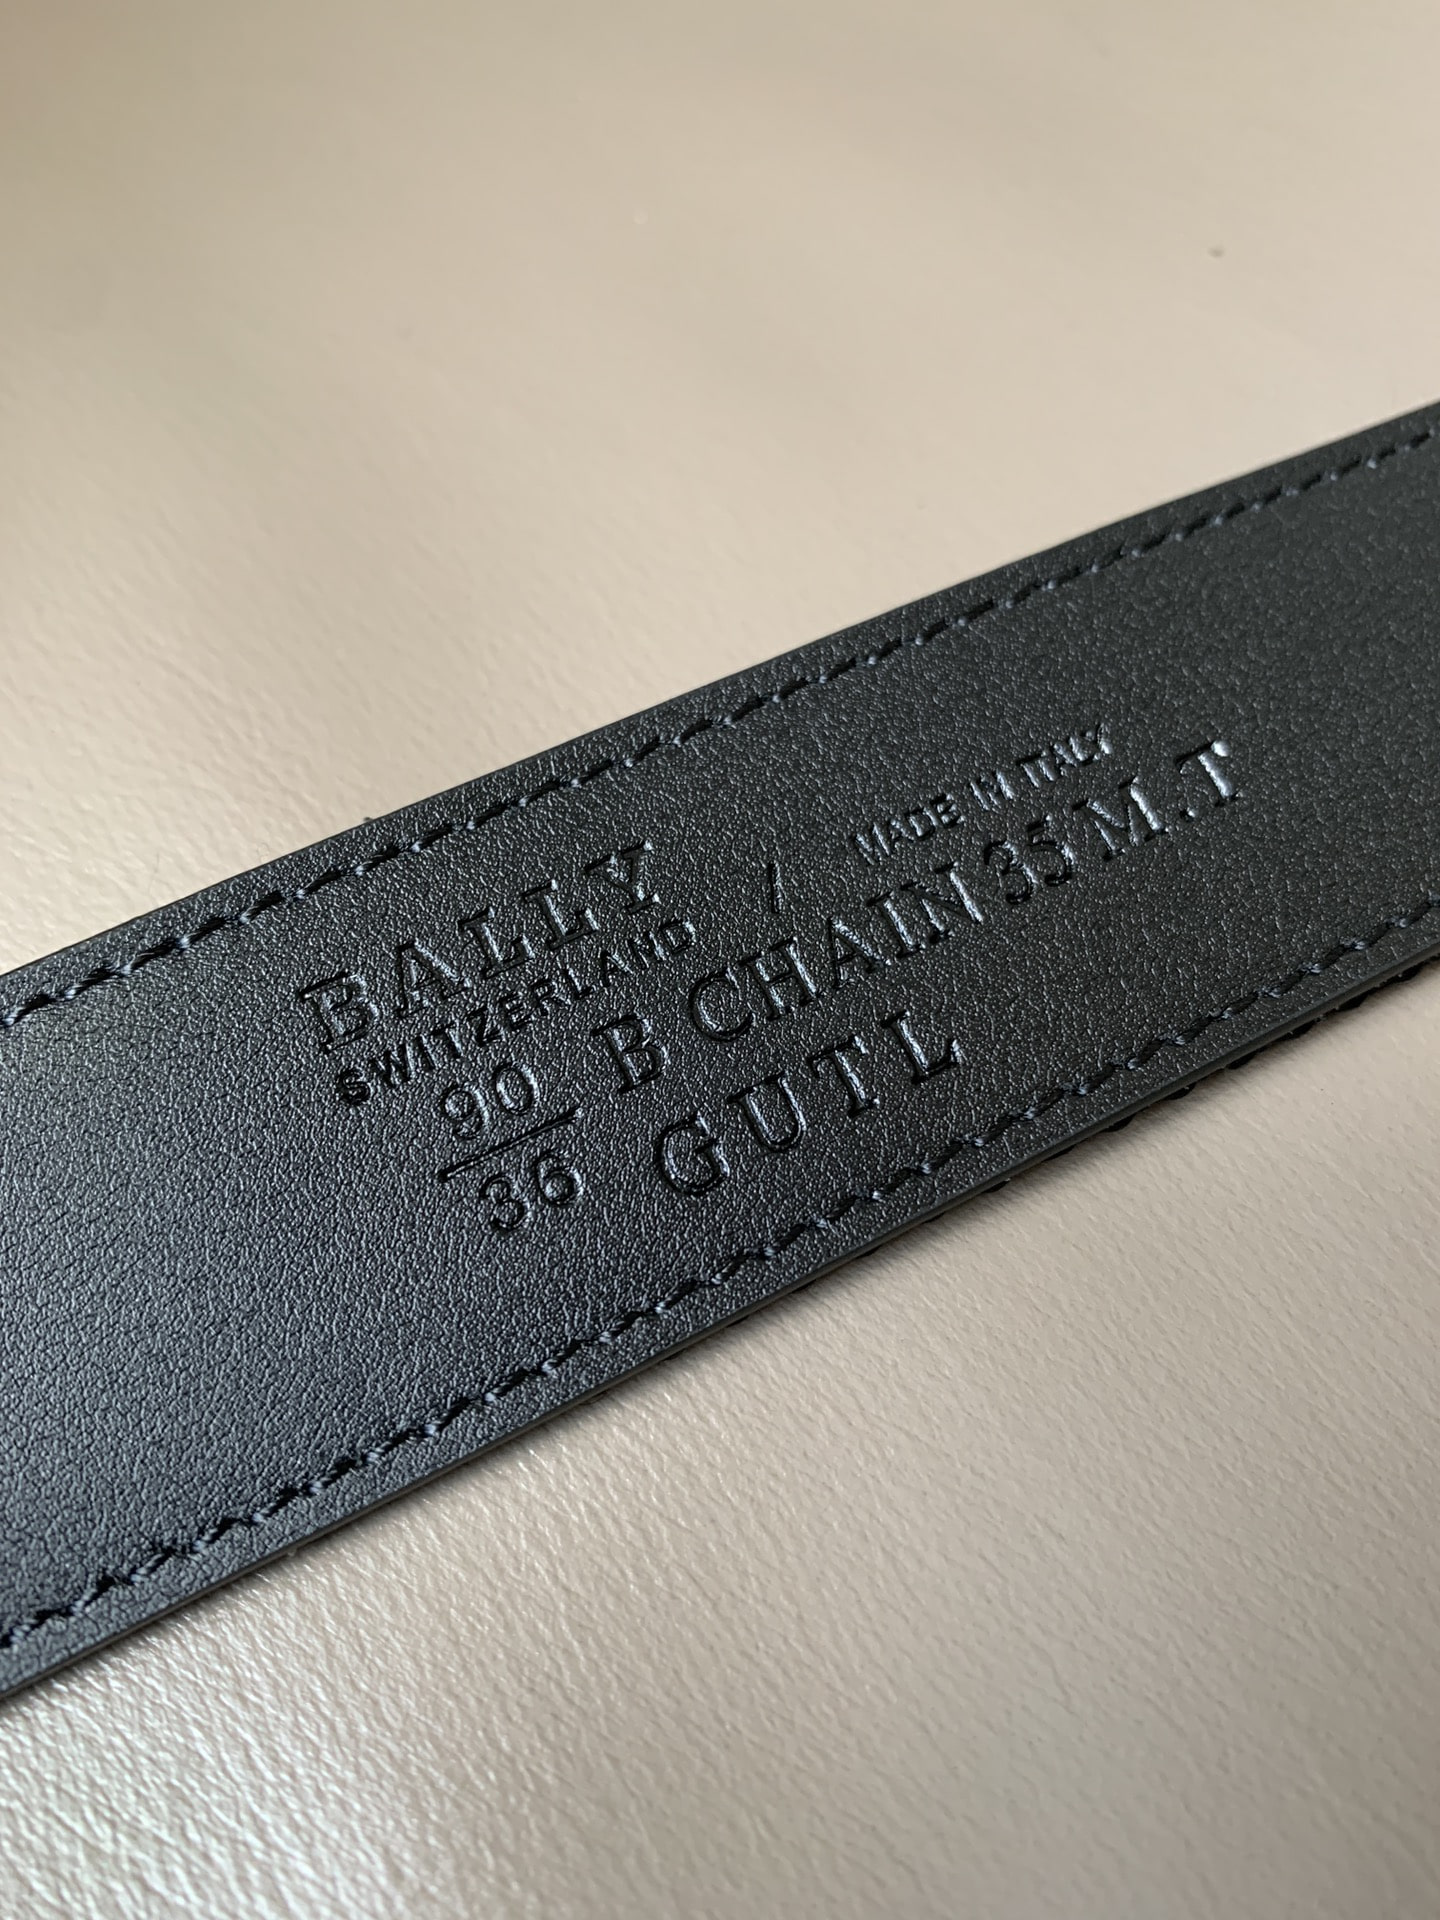 BALLY / MADE IN ITALY
SWITZERLAND
90 B CHAIN 35 M.T
36 GUTL